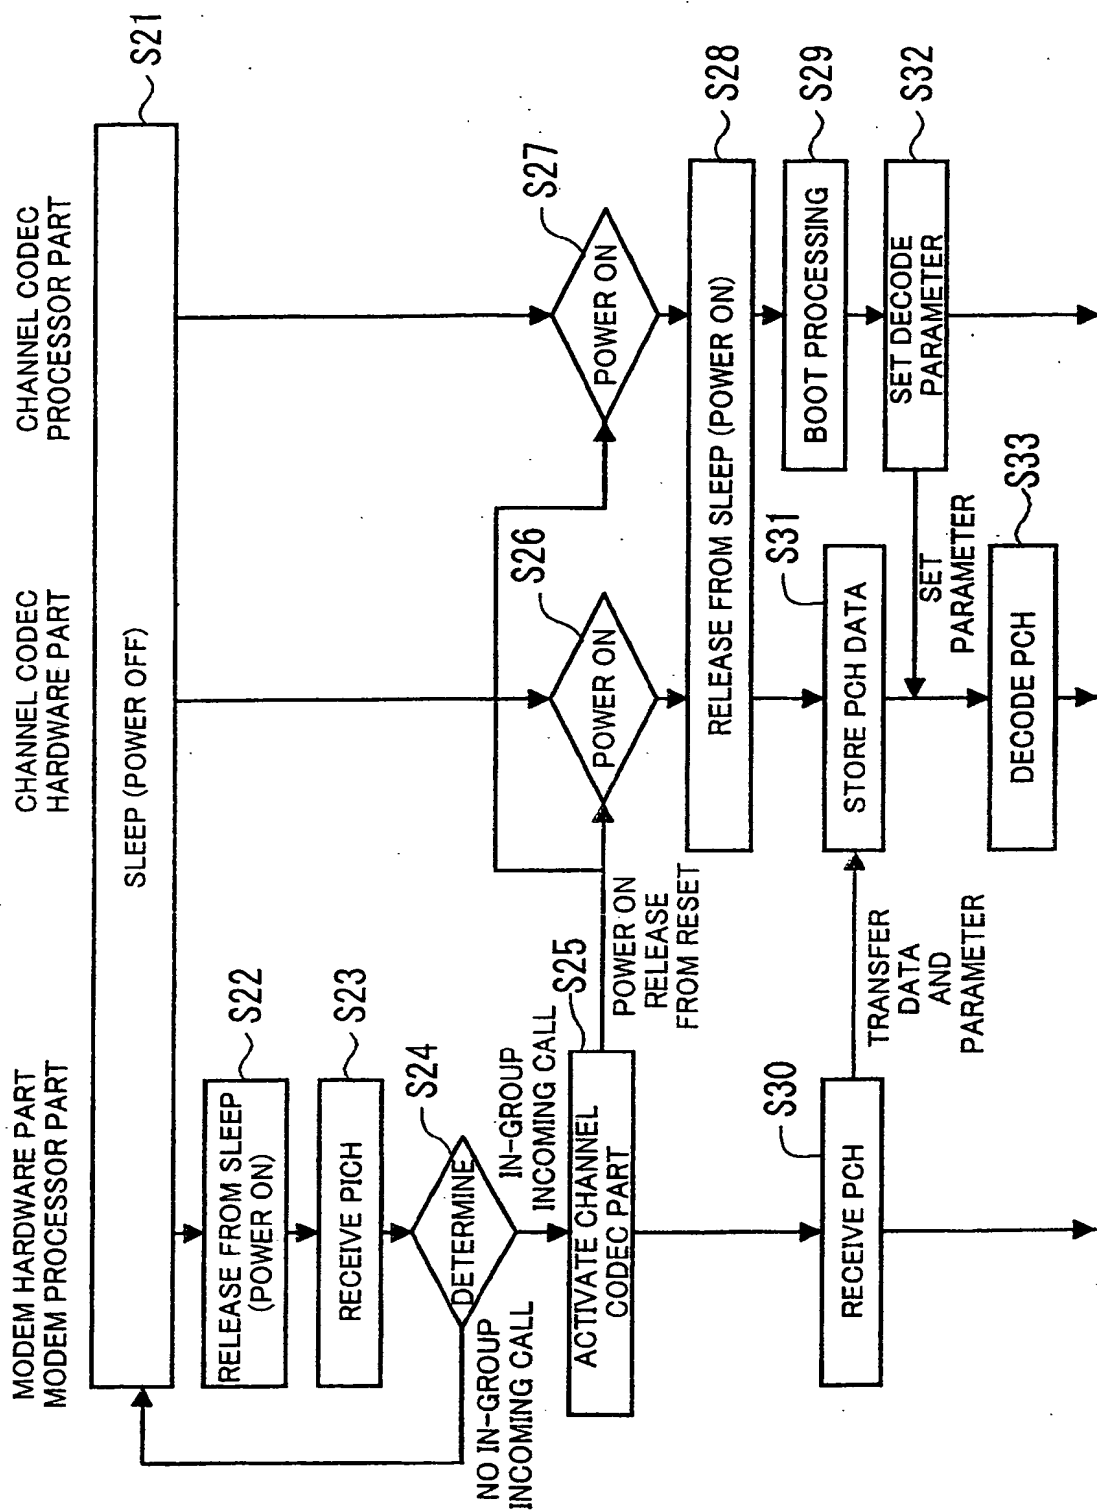 MODEM HARDWARE PART
MODEM PROCESSOR PART
CHANNEL CODEC
HARDWARE PART
CHANNEL CODEC
PROCESSOR PART
SLEEP (POWER OFF)
S21
RELEASE FROM SLEEP
(POWER ON)
S22
RECEIVE PICH
S23
DETERMINE
S24
NO IN-GROUP
INCOMING CALL
IN-GROUP
INCOMING CALL
ACTIVATE CHANNEL
CODEC PART
S25
POWER ON
RELEASE
FROM RESET
POWER ON
S26
POWER ON
S27
RELEASE FROM SLEEP (POWER ON)
S28
BOOT PROCESSING
S29
RECEIVE PCH
S30
TRANSFER
DATA
AND
PARAMETER
STORE PCH DATA
S31
SET DECODE
PARAMETER
S32
SET
PARAMETER
DECODE PCH
S33